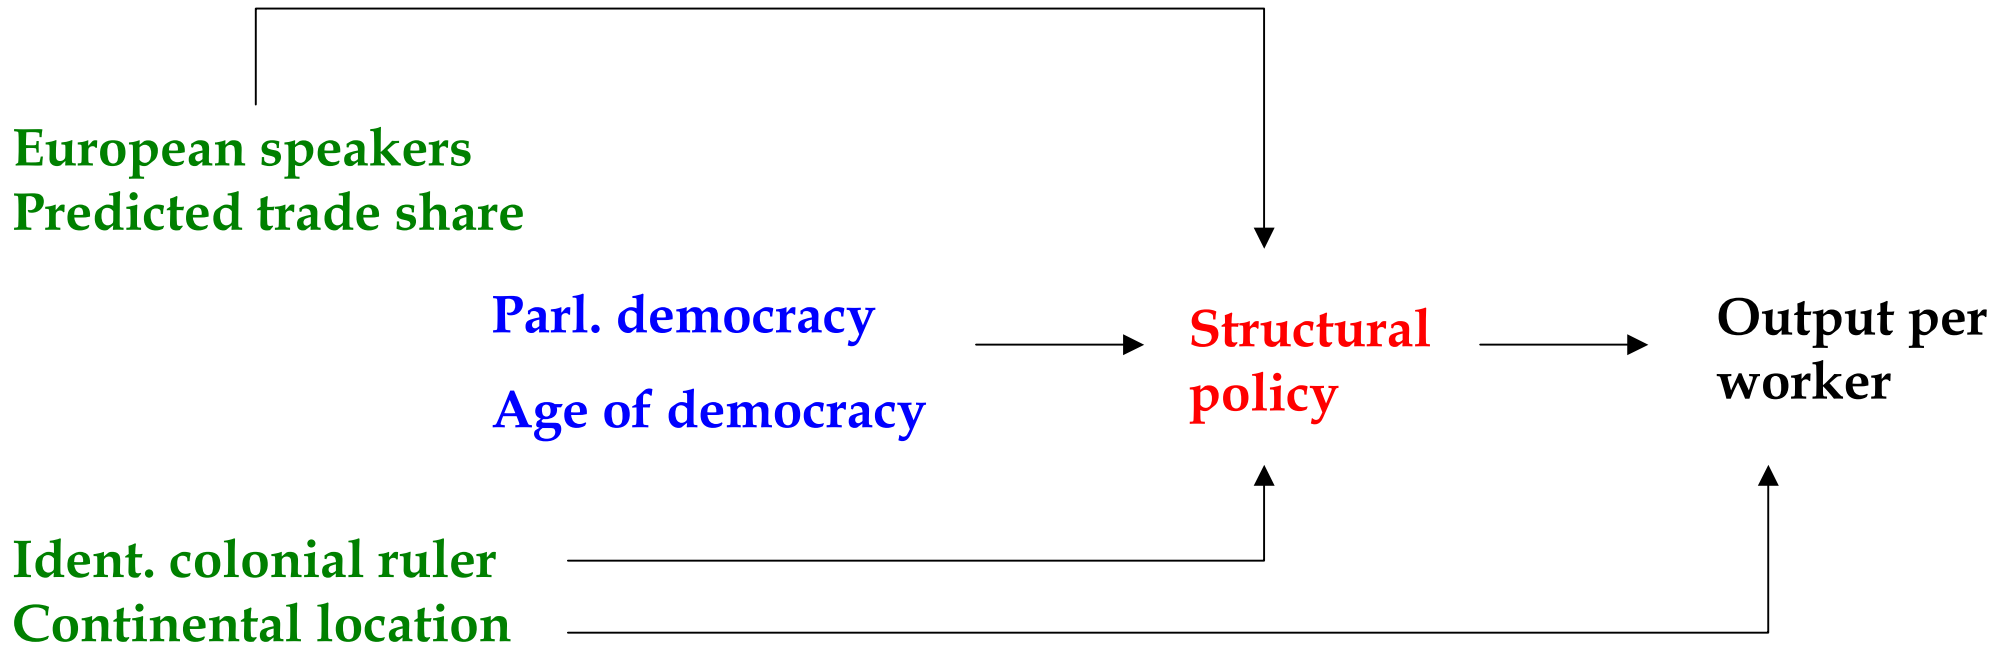 European speakers
Predicted trade share
Parl. democracy
Age of democracy
Structural
policy
Output per
worker
Ident. colonial ruler
Continental location